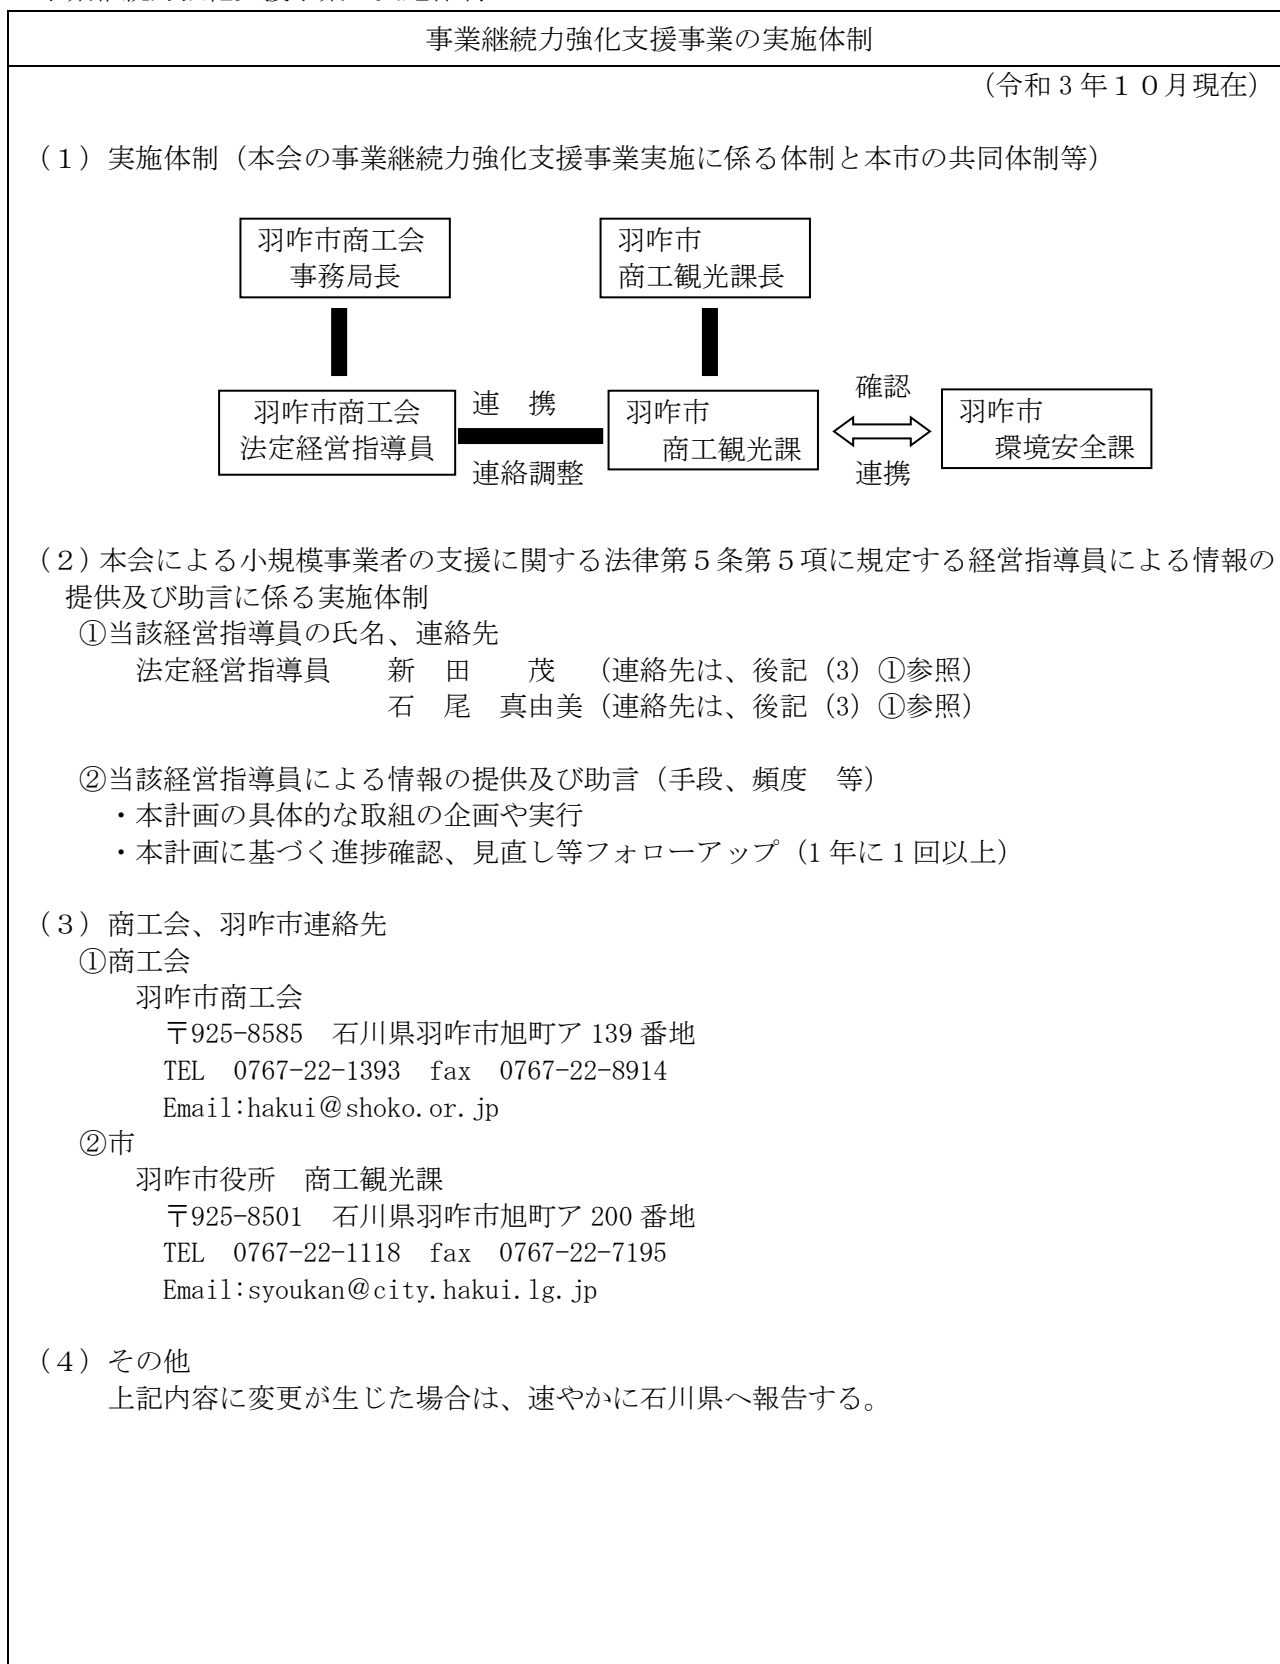 事業継続力強化支援事業の実施体制
（令和３年１０月現在）
（１）実施体制（本会の事業継続力強化支援事業実施に係る体制と本市の共同体制等）
羽咋市商工会
事務局長
羽咋市
商工観光課長
羽咋市商工会
法定経営指導員
連　携
連絡調整
羽咋市
商工観光課
確認
連携
羽咋市
環境安全課
（２）本会による小規模事業者の支援に関する法律第５条第５項に規定する経営指導員による情報の
提供及び助言に係る実施体制
①当該経営指導員の氏名、連絡先
法定経営指導員　　新　田　　茂　（連絡先は、後記（3）①参照）
石　尾　真由美（連絡先は、後記（3）①参照）
②当該経営指導員による情報の提供及び助言（手段、頻度　等）
・本計画の具体的な取組の企画や実行
・本計画に基づく進捗確認、見直し等フォローアップ（1 年に 1 回以上）
（３）商工会、羽咋市連絡先
①商工会
羽咋市商工会
〒925-8585　石川県羽咋市旭町ア 139 番地
TEL　0767-22-1393　fax　0767-22-8914
Email:hakui＠shoko.or.jp
②市
羽咋市役所　商工観光課
〒925-8501　石川県羽咋市旭町ア 200 番地
TEL　0767-22-1118　fax　0767-22-7195
Email:syoukan＠city.hakui.lg.jp
（４）その他
上記内容に変更が生じた場合は、速やかに石川県へ報告する。